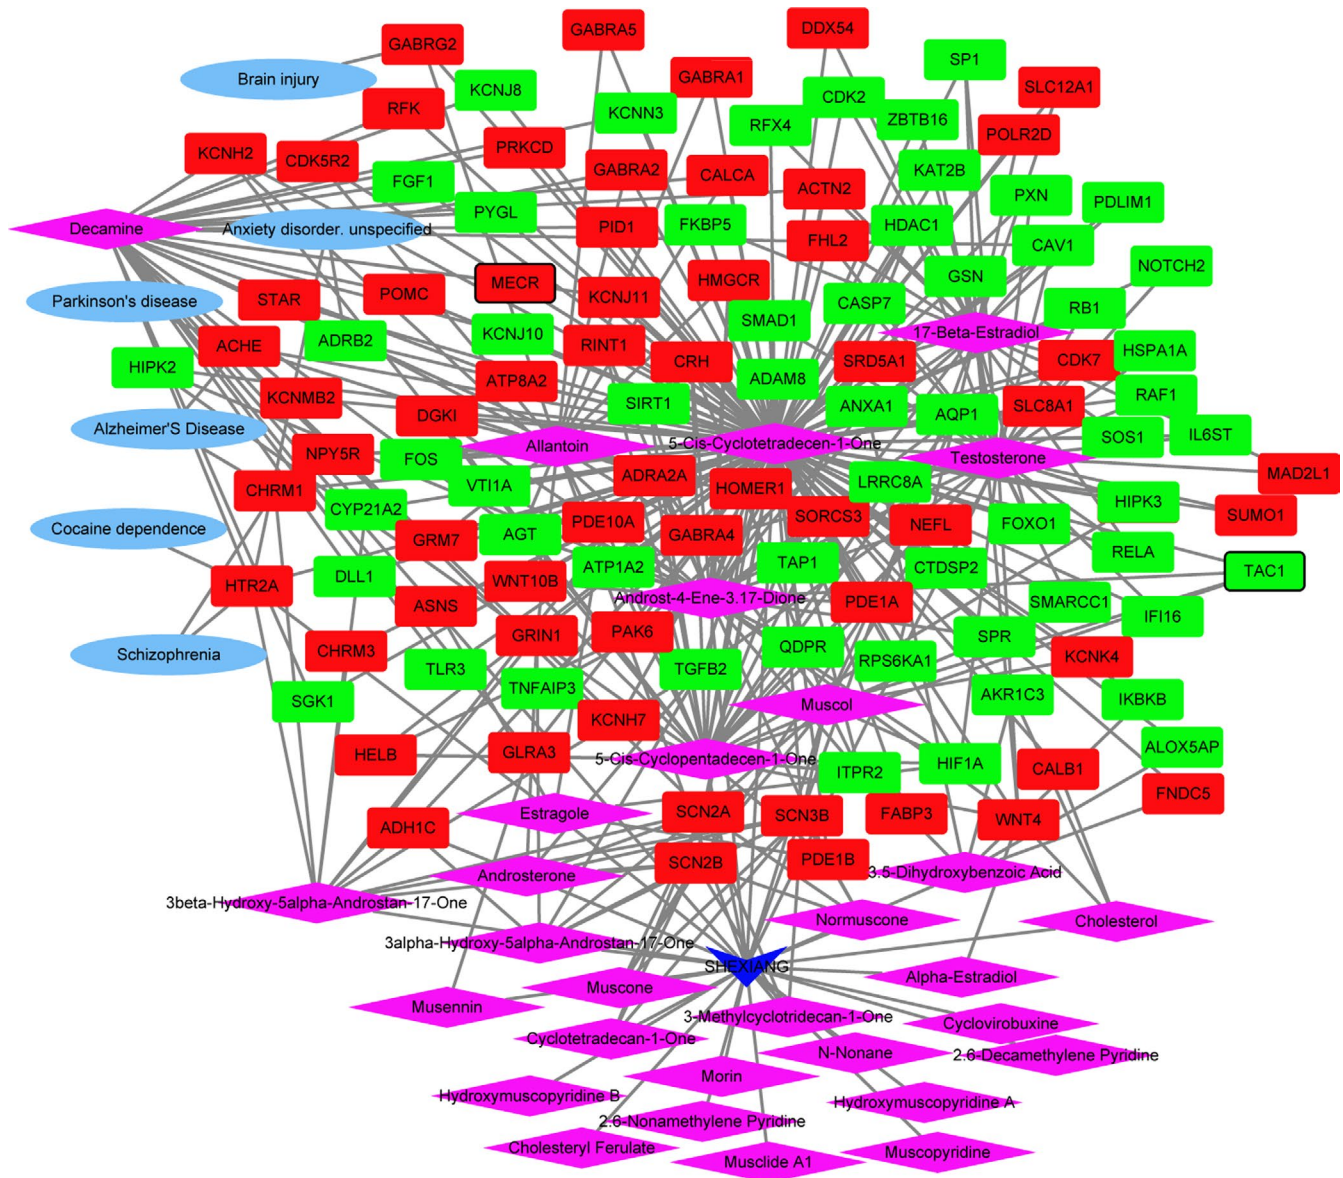 GABRA5
DDX54
GABRG2
SP1
Brain injury
KCNJ8
GABRA1
SLC12A1
RFK
KCNN3
CDK2
RFX4
ZBTB16
POLR2D
KCNH2
CDK5R2
PRKCD
GABRA2
CALCA
KAT2B
FGF1
ACTN2
PXN
PDLIM1
PYGL
Decamine
Anxiety disorder. unspecified
PID1
FKBP5
FHL2
HDAC1
CAV1
NOTCH2
GSN
MECR
HMGCR
Parkinson's disease
STAR
POMC
KCNJ11
CASP7
RB1
SMAD1
17-Beta-Estradiol
KCNJ10
ACHE
ADRB2
RINT1
CRH
SRD5A1
CDK7
HSPA1A
HIPK2
ATP8A2
ADAM8
KCNMB2
SIRT1
ANXA1
AQP1
SLC8A1
RAF1
DGKI
Alzheimer'S Disease
Allantoin
5-Cis-Cyclotetradecen-1-One
SOS1
IL6ST
NPY5R
FOS
Testosterone
MAD2L1
CHRM1
VTI1A
ADRA2A
HOMER1
LRRC8A
HIPK3
CYP21A2
SORCS3
SUMO1
Cocaine dependence
PDE10A
GABRA4
NEFL
FOXO1
AGT
GRM7
RELA
HTR2A
DLL1
WNT10B
ATP1A2
TAP1
CTDSP2
TAC1
ASNS
Androst-4-Ene-3.17-Dione
PDE1A
SMARCC1
IFI16
GRIN1
PAK6
Schizophrenia
CHRM3
QDPR
SPR
TLR3
TGFB2
RPS6KA1
KCNK4
TNFAIP3
SGK1
AKR1C3
IKBKB
Muscol
KCNH7
ALOX5AP
HELB
GLRA3
5-Cis-Cyclopentadecen-1-One
ITPR2
HIF1A
CALB1
FNDC5
Estragole
SCN2A
SCN3B
FABP3
WNT4
ADH1C
SCN2B
PDE1B
3.5-Dihydroxybenzoic Acid
Androsterone
3beta-Hydroxy-5alpha-Androstan-17-One
Normuscone
Cholesterol
3alpha-Hydroxy-5alpha-Androstan-17-One
SHEXIANG
Alpha-Estradiol
Muscone
Musennin
3-Methylcyclotridecan-1-One
Cyclovirobuxine
Cyclotetradecan-1-One
N-Nonane
2.6-Decamethylene Pyridine
Morin
Hydroxymuscopyridine B
Hydroxymuscopyridine A
2.6-Nonamethylene Pyridine
Cholesteryl Ferulate
Musclide A1
Muscopyridine